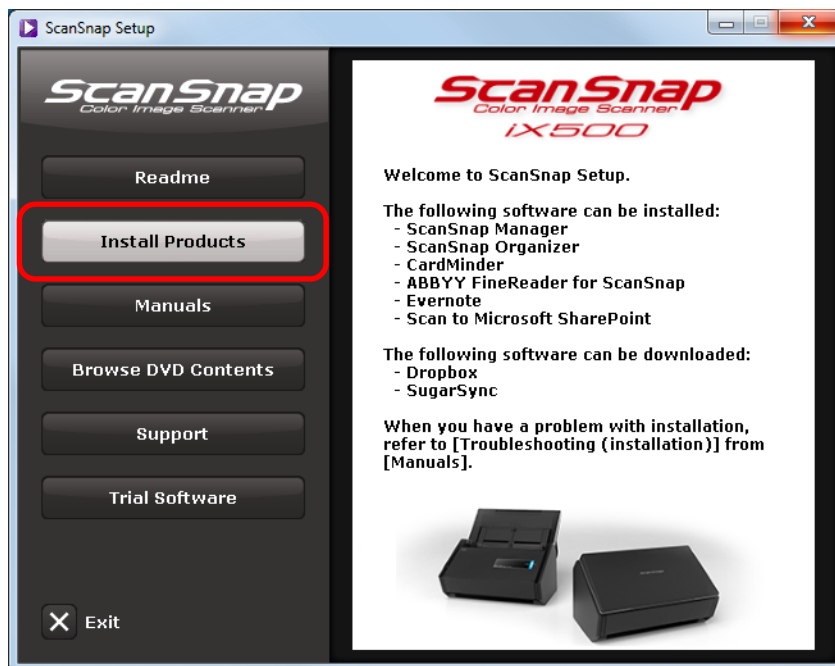 ScanSnap Setup
ScanSnap
Color Image Scanner
Readme
Install Products
Manuals
Browse DVD Contents
Support
Trial Software
Exit
ScanSnap
Color Image Scanner
iX500
Welcome to ScanSnap Setup.
The following software can be installed:
- ScanSnap Manager
- ScanSnap Organizer
- CardMinder
- ABBYY FineReader for ScanSnap
- Evernote
- Scan to Microsoft SharePoint
The following software can be downloaded:
- Dropbox
- SugarSync
When you have a problem with installation,
refer to [Troubleshooting (installation)] from
[Manuals].